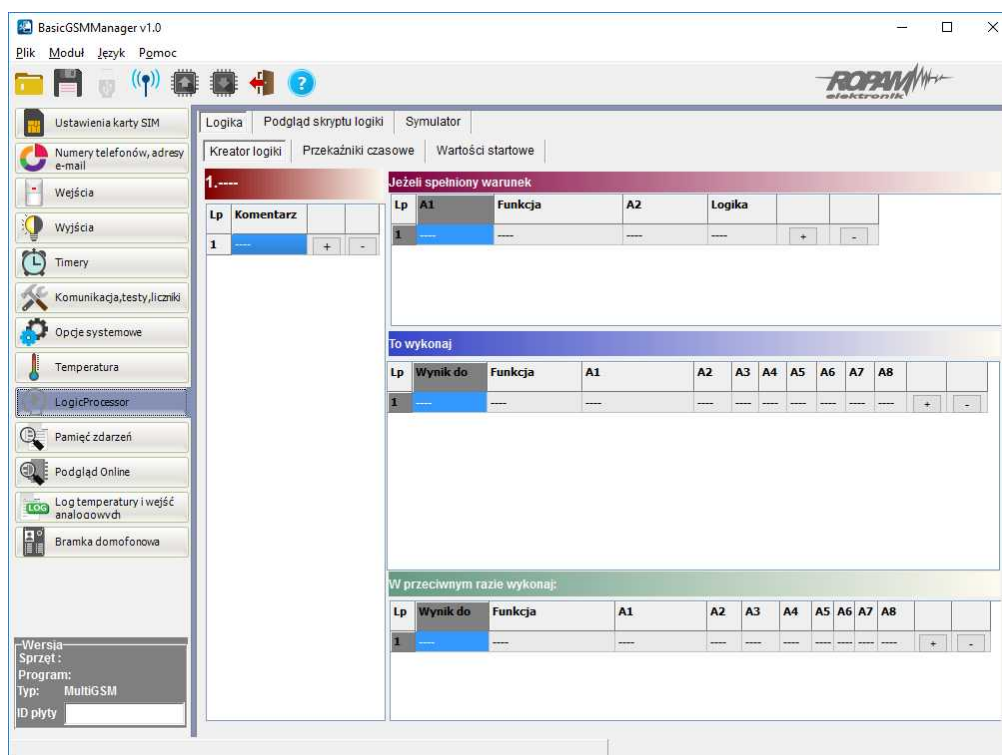 BasicGSMManager v1.0
Plik Moduł Język Pomoc
ROPAM
elektronik
Ustawienia karty SIM
Numery telefonów, adresy
e-mail
Wejścia
Wyjścia
Timery
Komunikacja,testy,liczniki
Opcje systemowe
Temperatura
LogicProcessor
Pamięć zdarzeń
Podgląd Online
LOG
Log temperatury i wejść
analogowych
Bramka domofonowa
Wersja
Sprzęt :
Program:
Typ: MultiGSM
ID płyty
Logika Podgląd skryptu logiki Symulator
Kreator logiki Przekaźniki czasowe Wartości startowe
1.----
Lp Komentarz
1 ---- + -
Jeżeli spełniony warunek
Lp A1 Funkcja A2 Logika
1 ---- ---- ---- ---- + -
To wykonaj
Lp Wynik do Funkcja A1 A2 A3 A4 A5 A6 A7 A8
1 ---- ---- ---- ---- ---- ---- ---- ---- ---- ---- + -
W przeciwnym razie wykonaj:
Lp Wynik do Funkcja A1 A2 A3 A4 A5 A6 A7 A8
1 ---- ---- ---- ---- ---- ---- ---- ---- ---- ---- + -